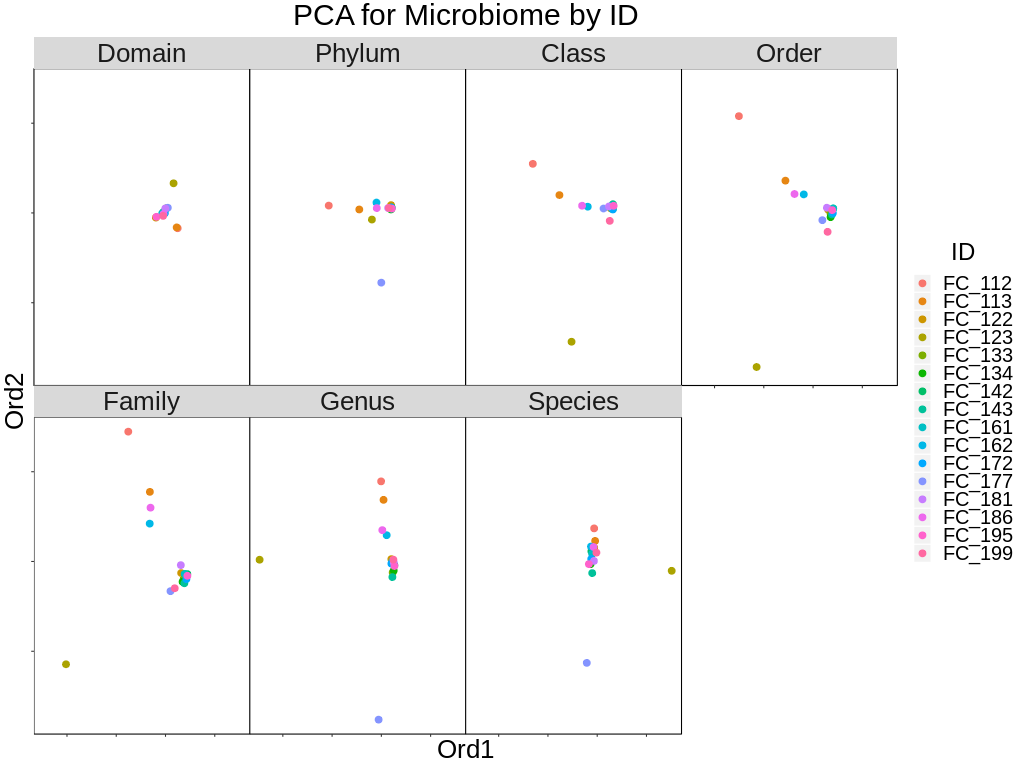 PCA for Microbiome by ID
Domain
Phylum
Class
Order
Family
Genus
Species
Ord2
Ord1
ID
FC_112
FC_113
FC_122
FC_123
FC_133
FC_134
FC_142
FC_143
FC_161
FC_162
FC_172
FC_177
FC_181
FC_186
FC_195
FC_199